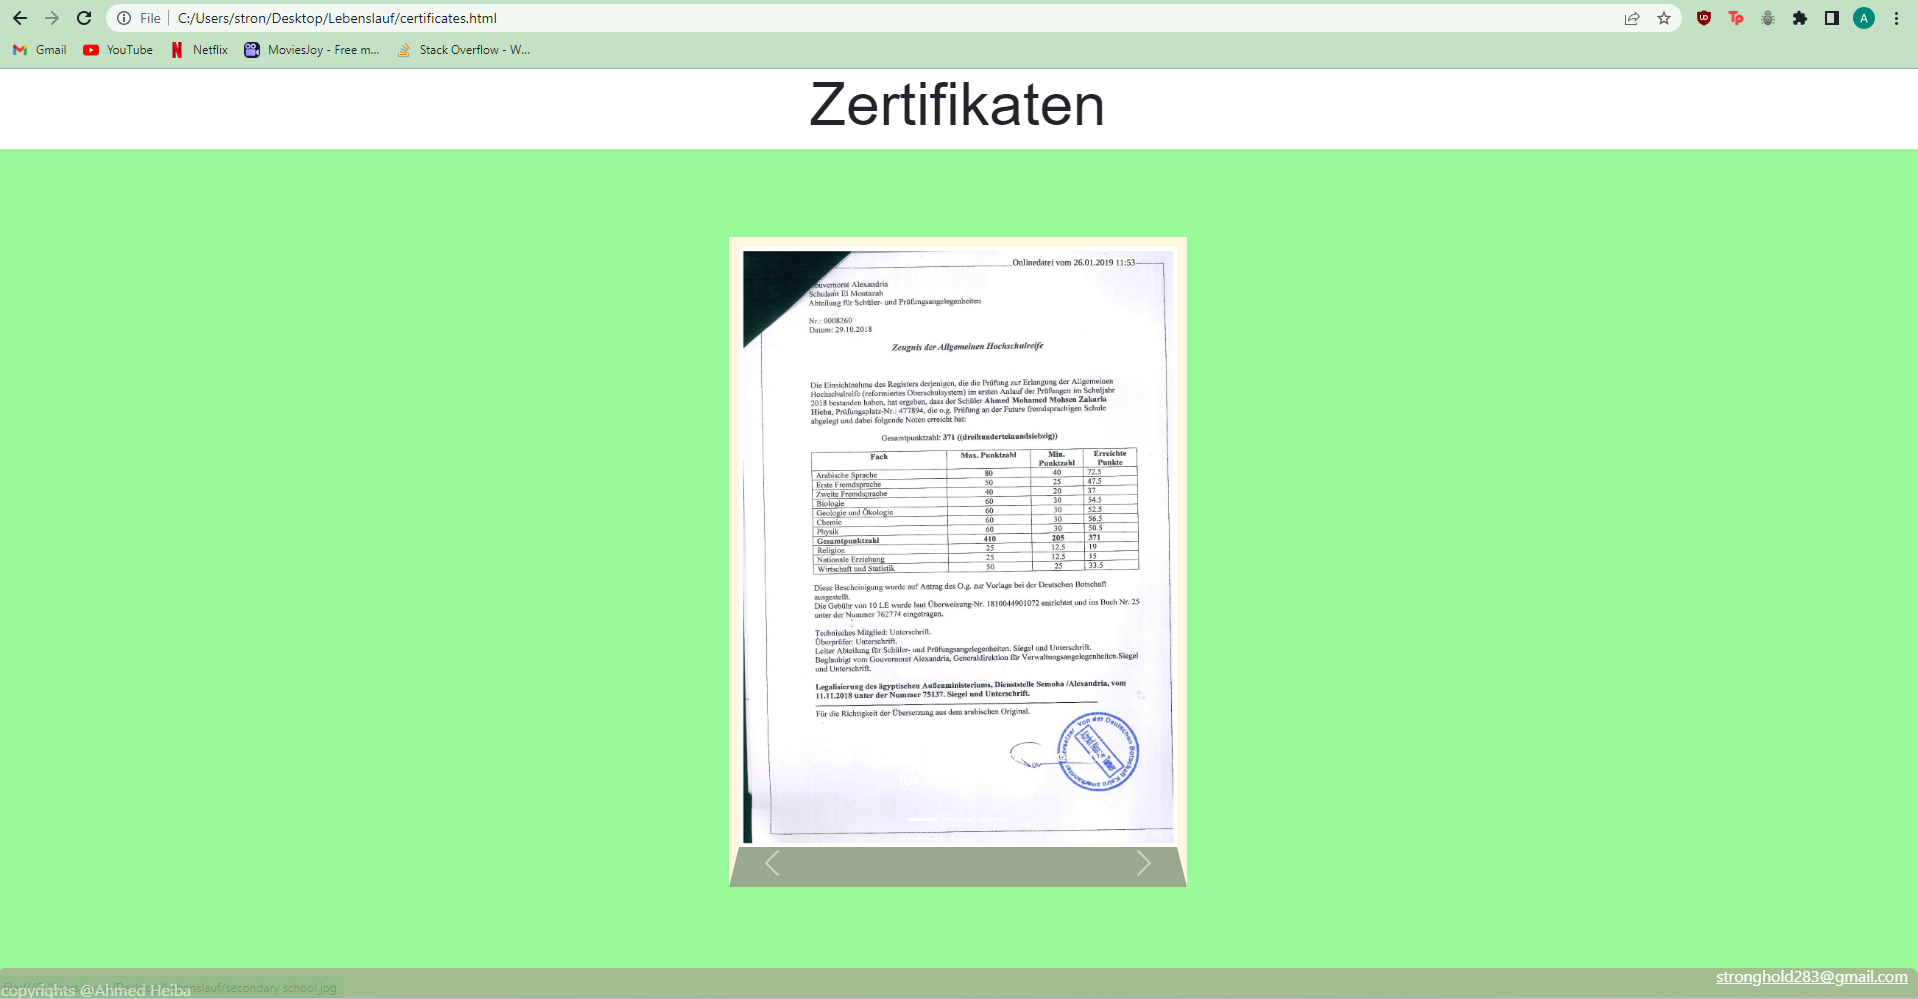 File C:/Users/stron/Desktop/Lebenslauf/certificates.html
Gmail YouTube Netflix MoviesJoy - Free m... Stack Overflow - W...
Zertifikaten
Onlinedatei vom 26.01.2019 11:53
Gouvernorat Alexandria
Schulamt El Montazah
Abteilung für Schüler- und Prüfungsangelegenheiten
Nr.: 0008260
Datum: 29.10.2018
Zeugnis der Allgemeinen Hochschulreife
Die Einsichtnahme des Registers derjenigen, die die Prüfung zur Erlangung der Allgemeinen
Hochschulreife (reformiertes Oberschulsystem) im ersten Anlauf der Prüfungen im Schuljahr
2018 bestanden haben, hat ergeben, dass der Schüler Ahmed Mohamed Mohsen Zakaria
Hieba, Prüfungsplatz-Nr.: 477894, die o.g. Prüfung an der Future fremdsprachigen Schule
abgelegt und dabei folgende Noten erreicht hat:
Gesamtpunktzahl: 371 ((dreihunderteinundsiebzig))
Fach Max. Punktzahl Min. Punktzahl Erreichte Punkte
Arabische Sprache 80 40 72.5
Erste Fremdsprache 50 25 47.5
Zweite Fremdsprache 40 20 37
Biologie 60 30 54.5
Geologie und Ökologie 60 30 52.5
Chemie 60 30 56.5
Physik 60 30 50.5
Gesamtpunktzahl 410 205 371
Religion 25 12.5 19
Nationale Erziehung 25 12.5 15
Wirtschaft und Statistik 50 25 33.5
Diese Bescheinigung wurde auf Antrag des O.g. zur Vorlage bei der Deutschen Botschaft
ausgestellt.
Die Gebühr von 10 LE wurde laut Überweisung-Nr. 1810044901072 entrichtet und ins Buch Nr. 25
unter der Nummer 762774 eingetragen.
Technisches Mitglied: Unterschrift.
Überprüfer: Unterschrift.
Leiter Abteilung für Schüler- und Prüfungsangelegenheiten. Siegel und Unterschrift.
Beglaubigt vom Gouvernorat Alexandria, Generaldirektion für Verwaltungsangelegenheiten.Siegel
und Unterschrift.
Legalisierung des ägyptischen Außenministeriums, Dienststelle Semoha /Alexandria, vom
11.11.2018 unter der Nummer 75137. Siegel und Unterschrift.
Für die Richtigkeit der Übersetzung aus dem arabischen Original.
Von der Deutschen Botschaft Kairo anerkannter
stronghold283@gmail.com
secondary school.jpg
copyrights @Ahmed Heiba